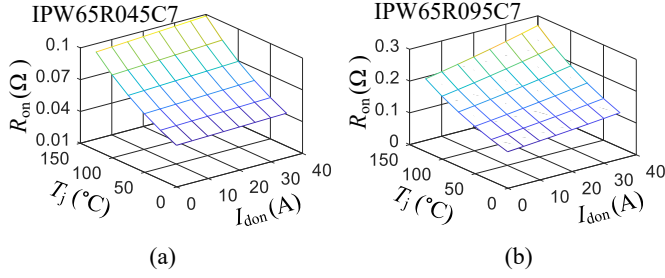 IPW65R045C7
0.1
0.07
0.04
0.01
R_on (Ω)
150
100
50
0
T_j (°C)
0
10
20
30
40
I_don (A)
(a)
IPW65R095C7
0.3
0.2
0.1
0
R_on (Ω)
150
100
50
0
T_j (°C)
0
10
20
30
40
I_don (A)
(b)